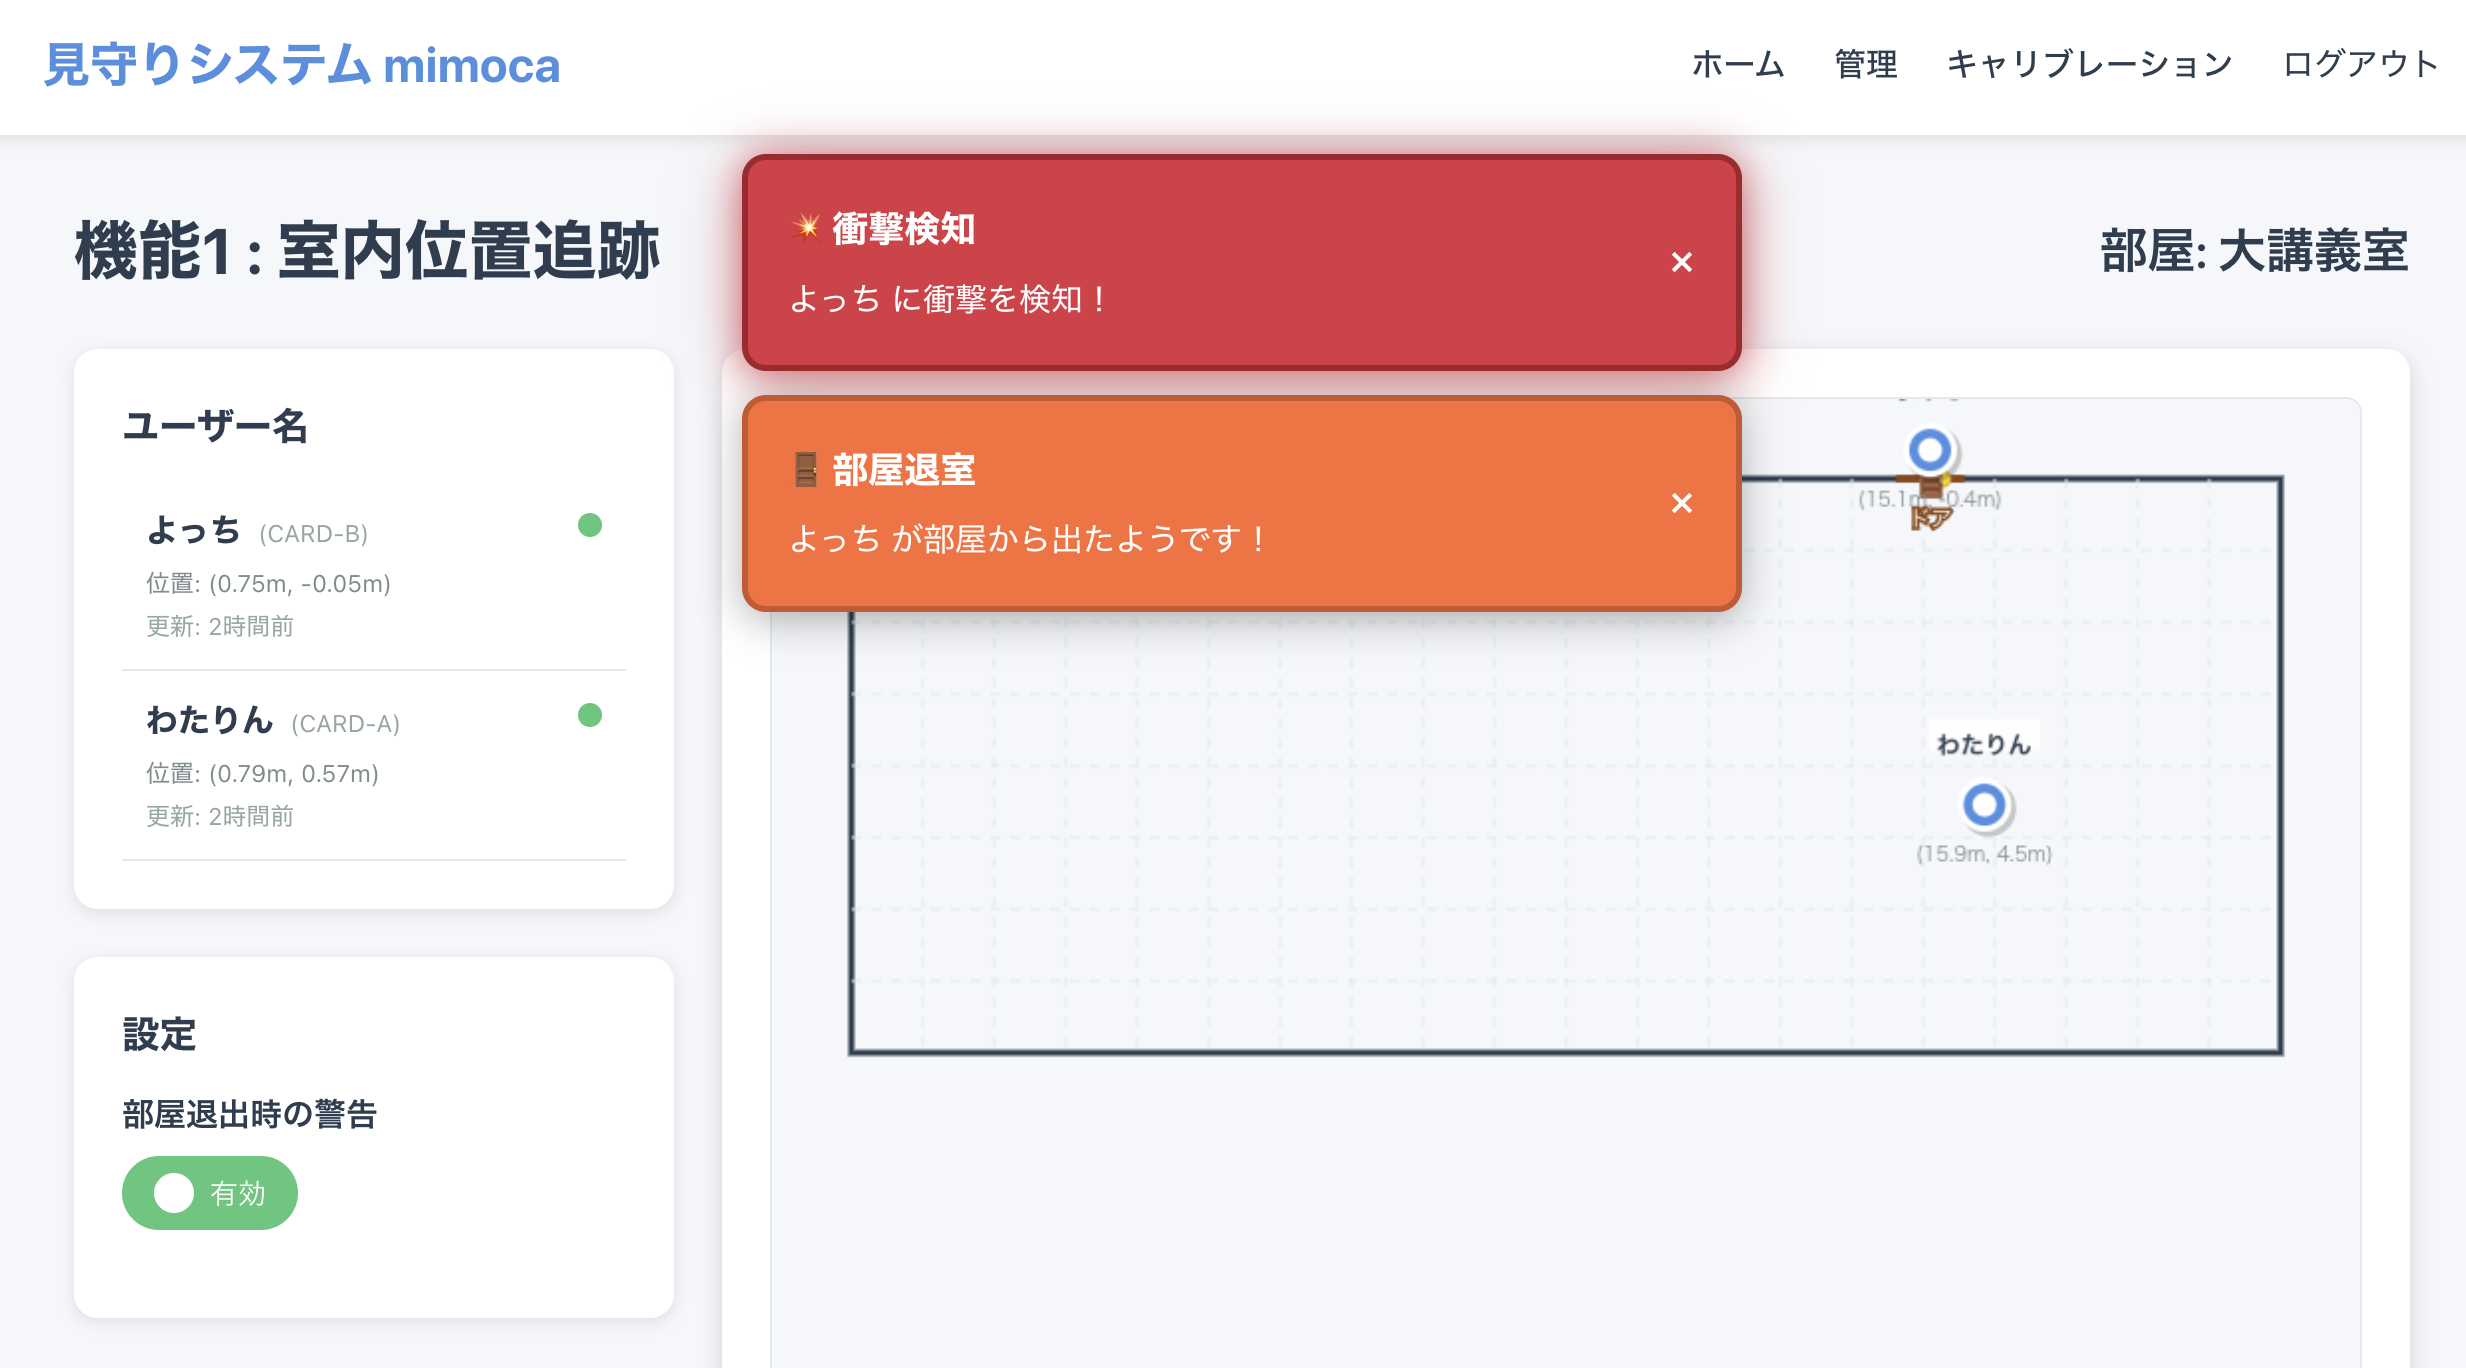 見守りシステム mimoca
ホーム 管理 キャリブレーション ログアウト
機能1 : 室内位置追跡
部屋: 大講義室
衝撃検知
よっち に衝撃を検知！
×
部屋退室
よっち が部屋から出たようです！
×
ユーザー名
よっち (CARD-B)
位置: (0.75m, -0.05m)
更新: 2時間前
わたりん (CARD-A)
位置: (0.79m, 0.57m)
更新: 2時間前
設定
部屋退出時の警告
有効
(15.1m, -0.4m)
ドア
わたりん
(15.9m, 4.5m)